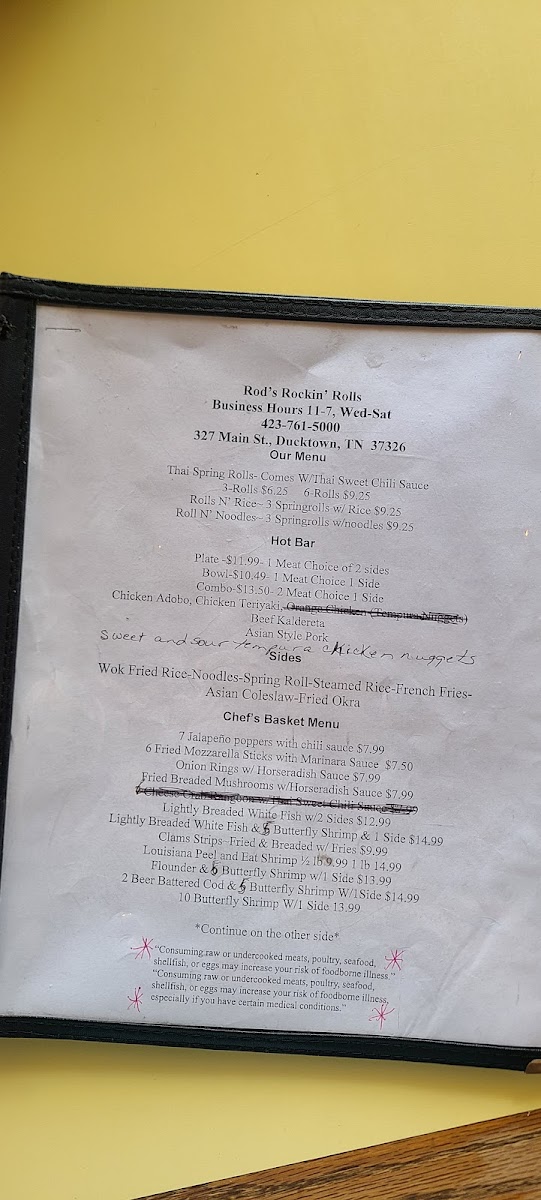 Rod's Rockin' Rolls
Business Hours 11-7, Wed-Sat
423-761-5000
327 Main St., Ducktown, TN 37326
Our Menu
Thai Spring Rolls- Comes W/Thai Sweet Chili Sauce
3-Rolls $6.25 6-Rolls $9.25
Rolls N' Rice~ 3 Springrolls w/ Rice $9.25
Roll N' Noodles~ 3 Springrolls w/noodles $9.25
Hot Bar
Plate -$11.99- 1 Meat Choice of 2 sides
Bowl-$10.49- 1 Meat Choice 1 Side
Combo-$13.50- 2 Meat Choice 1 Side
Chicken Adobo, Chicken Teriyaki, Orange Chicken (Tempura Nuggets)
Beef Kaldereta
Asian Style Pork
Sweet and sour tempura chicken nuggets
Sides
Wok Fried Rice-Noodles-Spring Roll-Steamed Rice-French Fries-
Asian Coleslaw-Fried Okra
Chef's Basket Menu
7 Jalapeño poppers with chili sauce $7.99
6 Fried Mozzarella Sticks with Marinara Sauce $7.50
Onion Rings w/ Horseradish Sauce $7.99
Fried Breaded Mushrooms w/Horseradish Sauce $7.99
Cheese Crab Rangoon w/ Thai Sweet Chili Sauce
Lightly Breaded White Fish w/2 Sides $12.99
Lightly Breaded White Fish & 5 Butterfly Shrimp & 1 Side $14.99
Clams Strips-Fried & Breaded w/ Fries $9.99
Louisiana Peel and Eat Shrimp ½ lb 9.99 1 lb 14.99
Flounder & 5 Butterfly Shrimp w/1 Side $13.99
2 Beer Battered Cod & 5 Butterfly Shrimp W/1Side $14.99
10 Butterfly Shrimp W/1 Side 13.99
*Continue on the other side*
"Consuming raw or undercooked meats, poultry, seafood,
shellfish, or eggs may increase your risk of foodborne illness."
"Consuming raw or undercooked meats, poultry, seafood,
shellfish, or eggs may increase your risk of foodborne illness,
especially if you have certain medical conditions."